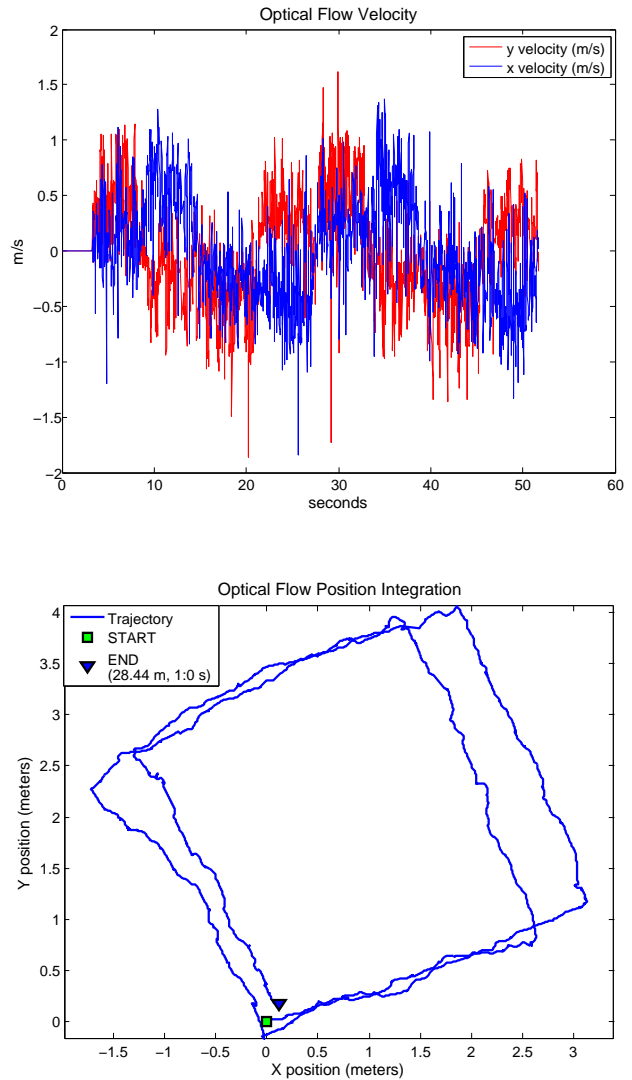 Optical Flow Velocity
2
1.5
1
0.5
0
−0.5
−1
−1.5
−2
m/s
y velocity (m/s)
x velocity (m/s)
0 10 20 30 40 50 60
seconds
Optical Flow Position Integration
4
3.5
3
2.5
2
1.5
1
0.5
0
Y position (meters)
Trajectory
START
END
(28.44 m, 1:0 s)
−1.5 −1 −0.5 0 0.5 1 1.5 2 2.5 3
X position (meters)